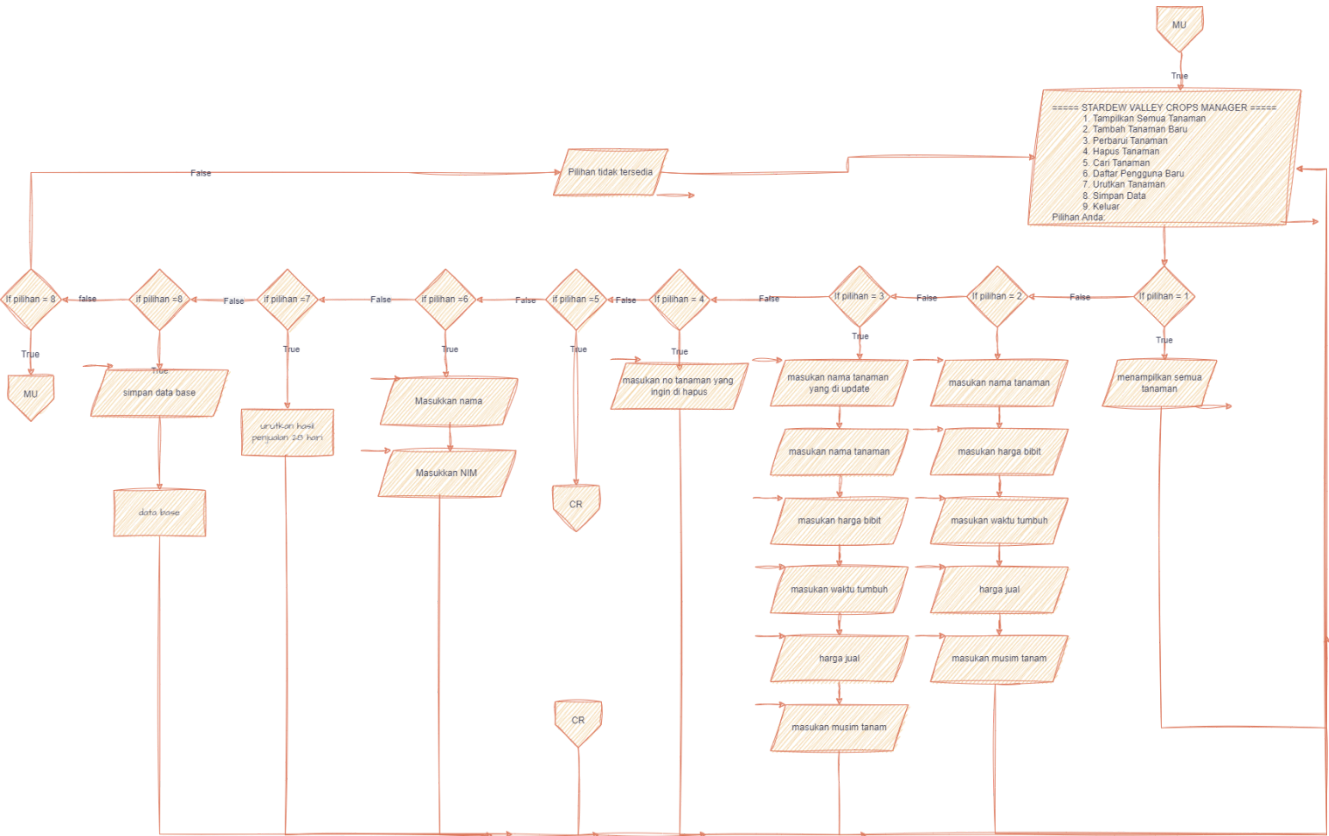 MU
True
===== STARDEW VALLEY CROPS MANAGER =====
1. Tampilkan Semua Tanaman
2. Tambah Tanaman Baru
3. Perbarui Tanaman
4. Hapus Tanaman
5. Cari Tanaman
6. Daftar Pengguna Baru
7. Urutkan Tanaman
8. Simpan Data
9. Keluar
Pilihan Anda:
False
Pilihan tidak tersedia
If pilihan = 8
false
if pilihan =8
False
if pilihan =7
False
if pilihan =6
False
if pilihan =5
False
If pilihan = 4
False
If pilihan = 3
False
If pilihan = 2
False
If pilihan = 1
True
MU
True
simpan data base
data base
True
urutkan hasil
penjualan 28 hari
True
Masukkan nama
Masukkan NIM
True
CR
True
masukan no tanaman yang
ingin di hapus
True
masukan nama tanaman
yang di update
masukan nama tanaman
masukan harga bibit
masukan waktu tumbuh
harga jual
masukan musim tanam
True
masukan nama tanaman
masukan harga bibit
masukan waktu tumbuh
harga jual
masukan musim tanam
True
menampilkan semua
tanaman
CR